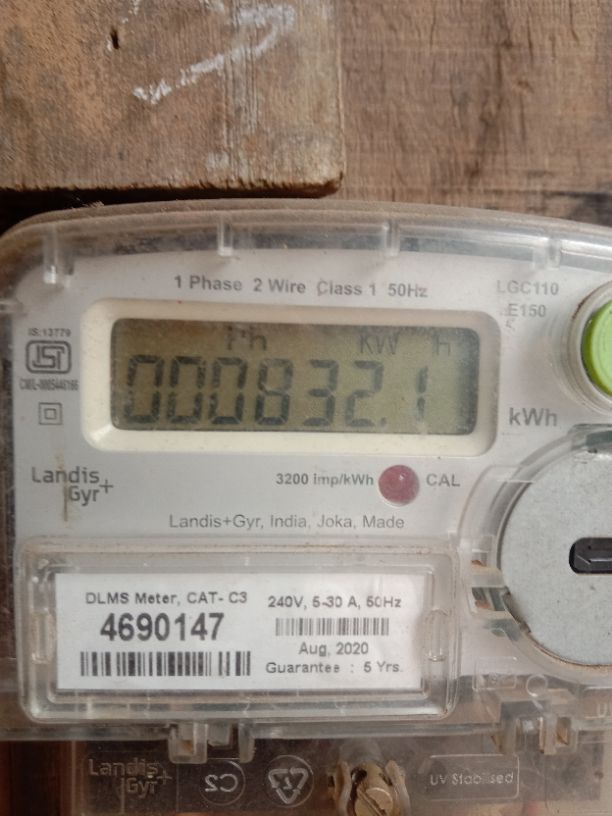 1 Phase 2 Wire Class 1 50Hz
LGC110
E150
IS:13779
ISI
Ph KW H
000832.1
kWh
Landis
Gyr+
3200 imp/kWh
CAL
Landis+Gyr, India, Joka, Made
DLMS Meter, CAT- C3
4690147
240V, 5-30 A, 50Hz
Aug, 2020
Guarantee : 5 Yrs.
Landis
Gyr+
UV Stabilised